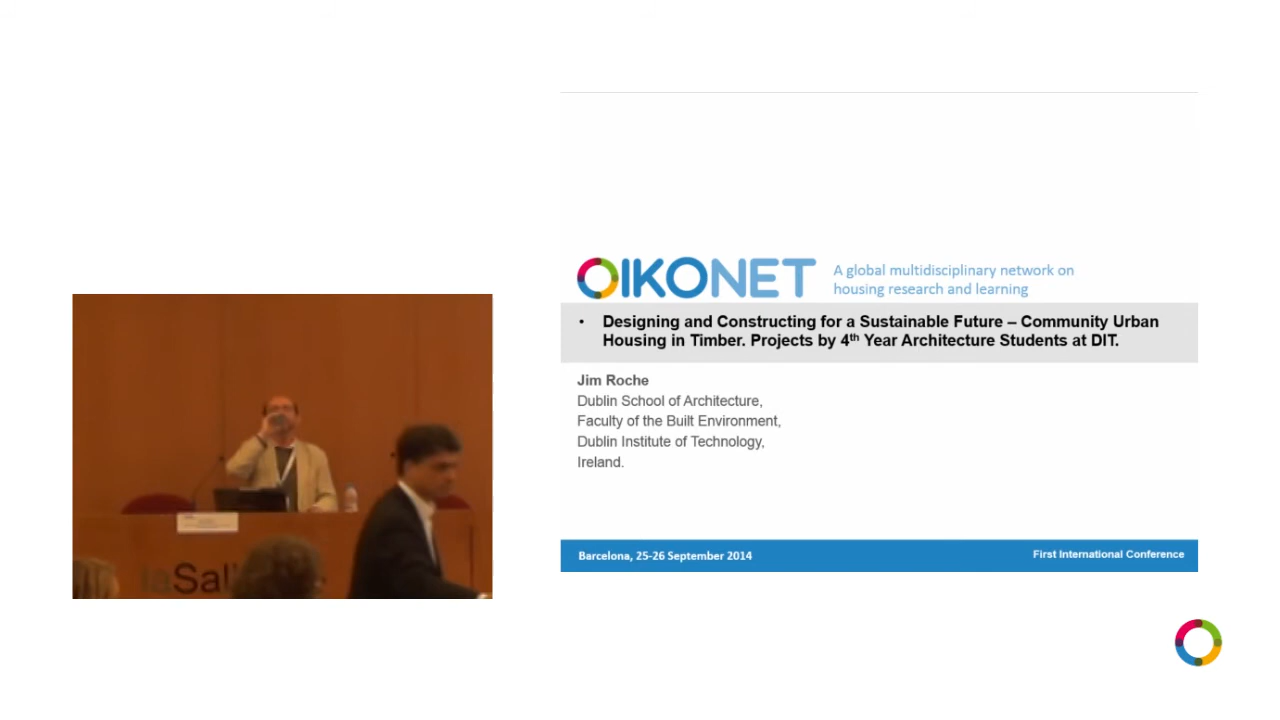 OIKONET
A global multidisciplinary network on
housing research and learning
• Designing and Constructing for a Sustainable Future – Community Urban
Housing in Timber. Projects by 4th Year Architecture Students at DIT.
Jim Roche
Dublin School of Architecture,
Faculty of the Built Environment,
Dublin Institute of Technology,
Ireland.
Barcelona, 25-26 September 2014
First International Conference
laSal